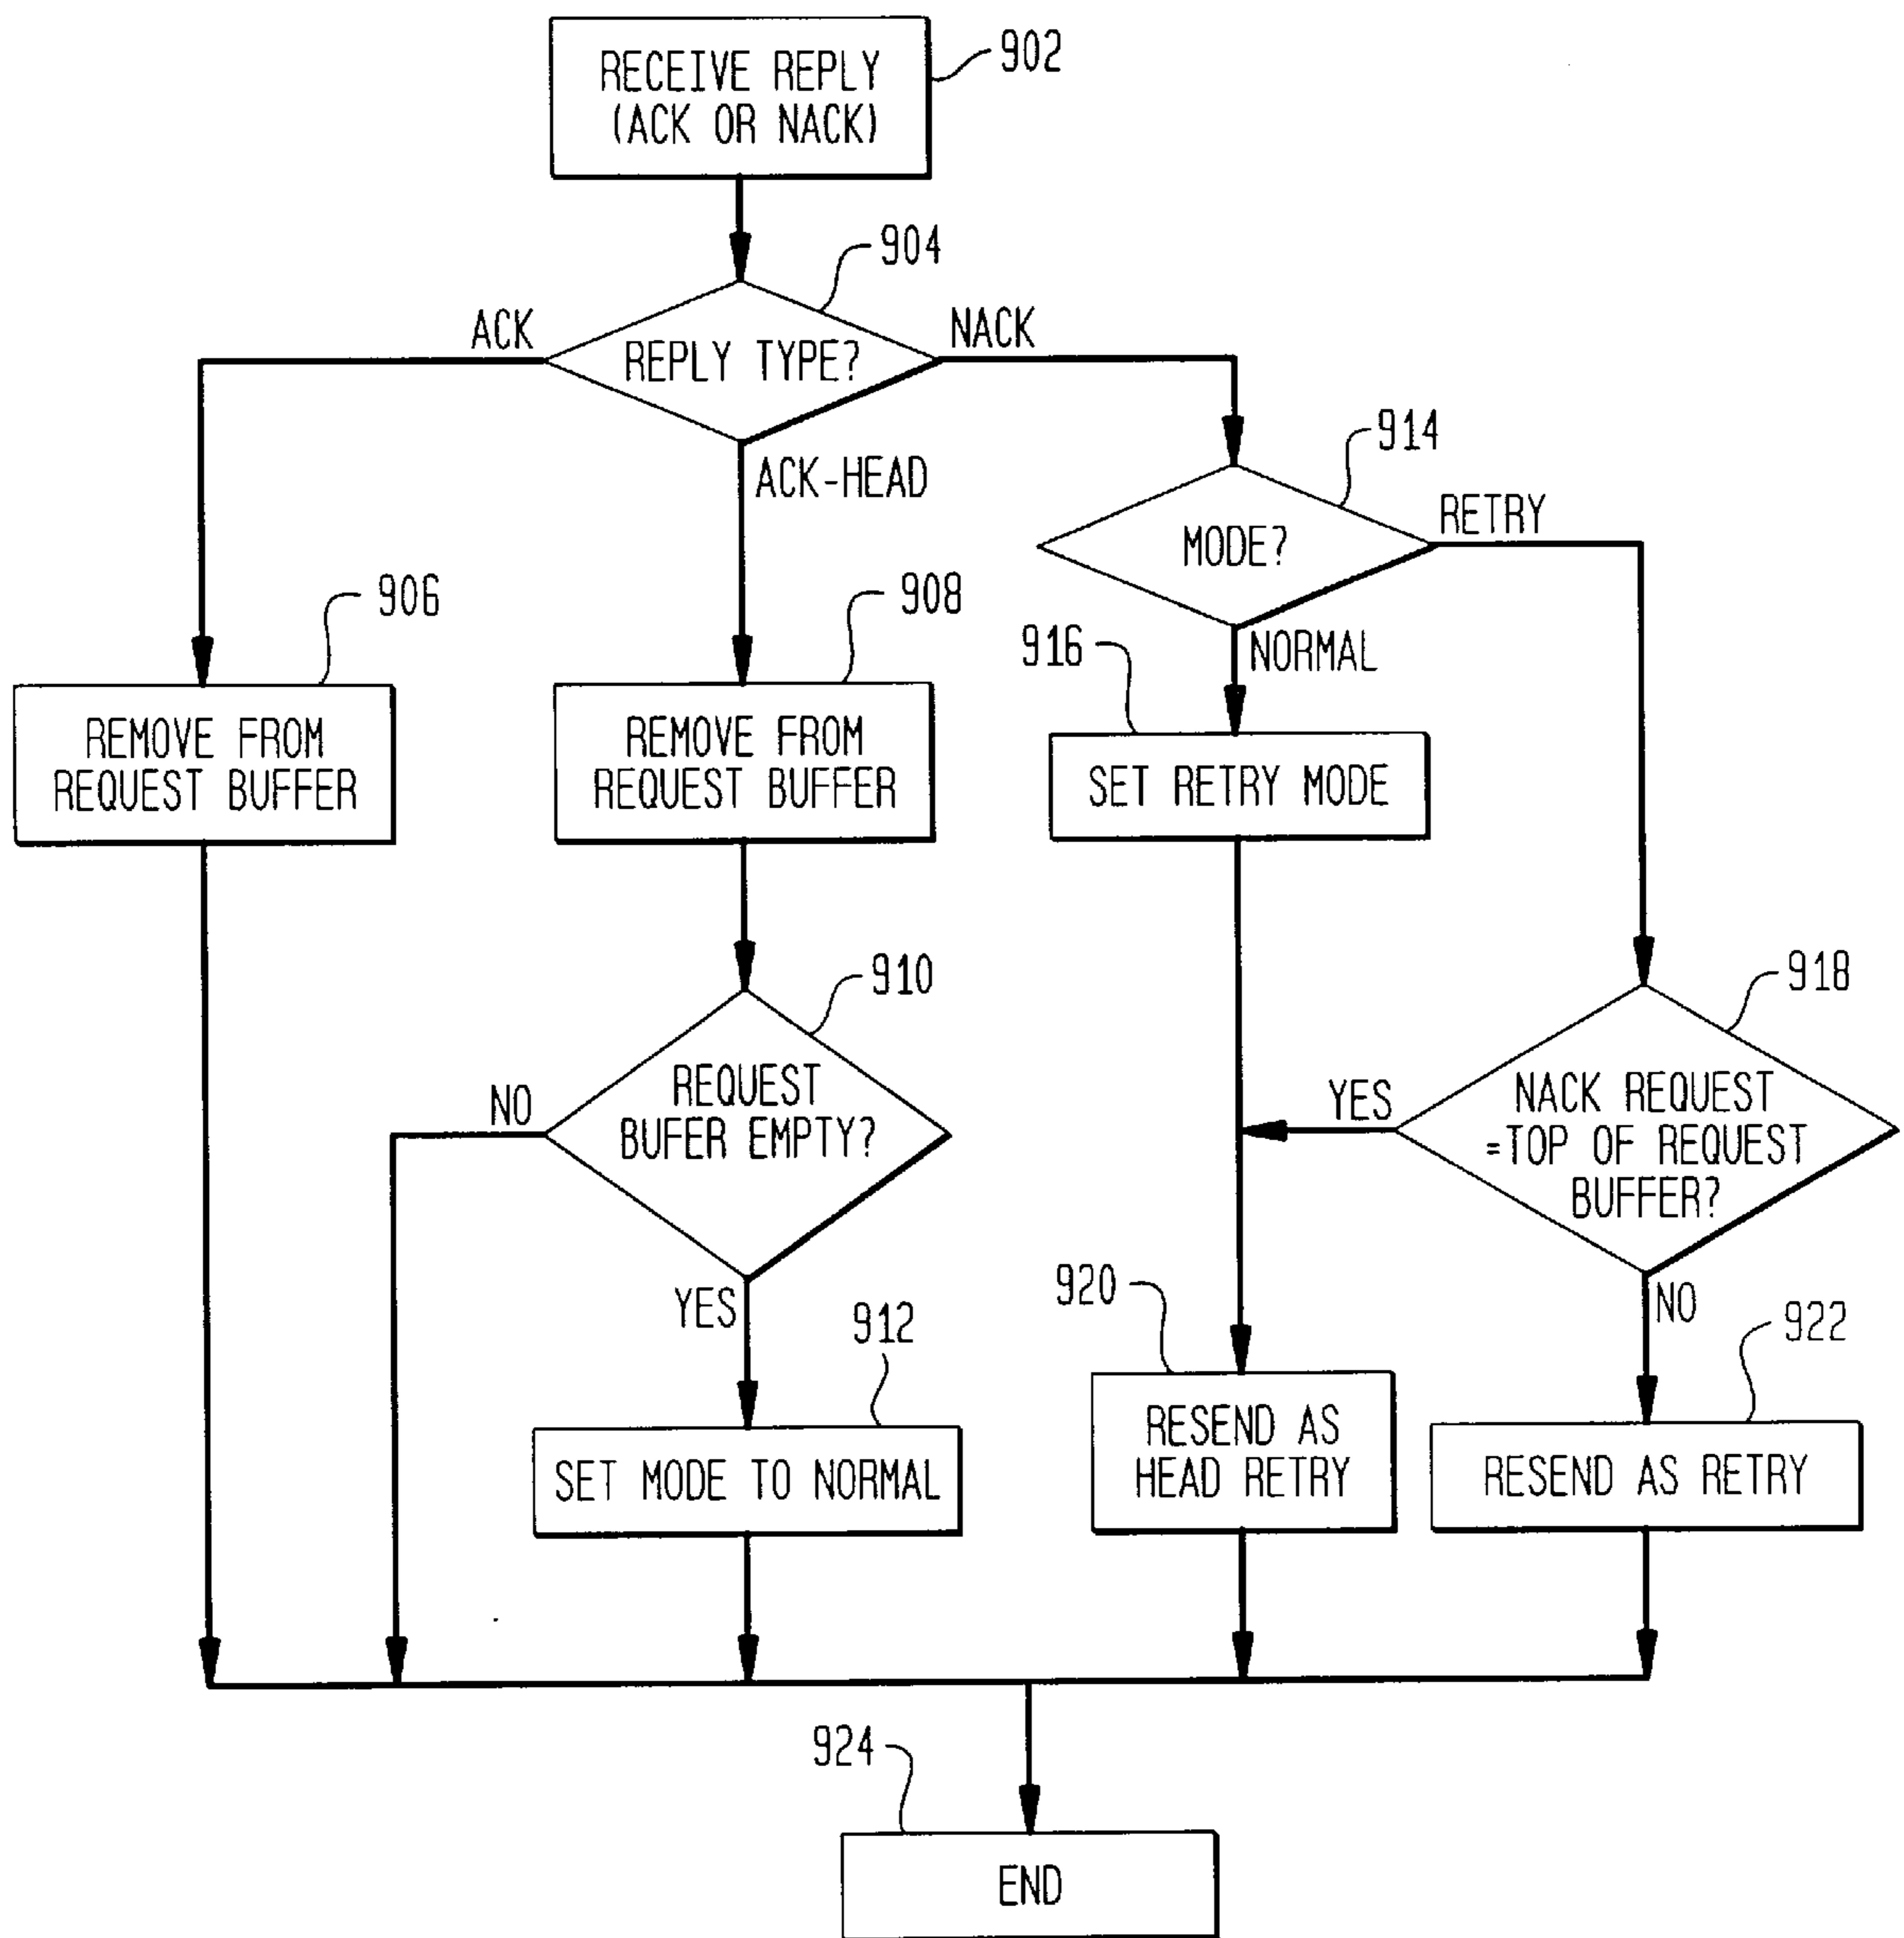 RECEIVE REPLY
(ACK OR NACK)
902
904
ACK
REPLY TYPE?
NACK
ACK-HEAD
914
MODE?
RETRY
NORMAL
906
908
916
REMOVE FROM
REQUEST BUFFER
REMOVE FROM
REQUEST BUFFER
SET RETRY MODE
910
918
NO
REQUEST
BUFER EMPTY?
YES
NACK REQUEST
=TOP OF REQUEST
BUFFER?
YES
912
920
NO
922
SET MODE TO NORMAL
RESEND AS
HEAD RETRY
RESEND AS RETRY
924
END